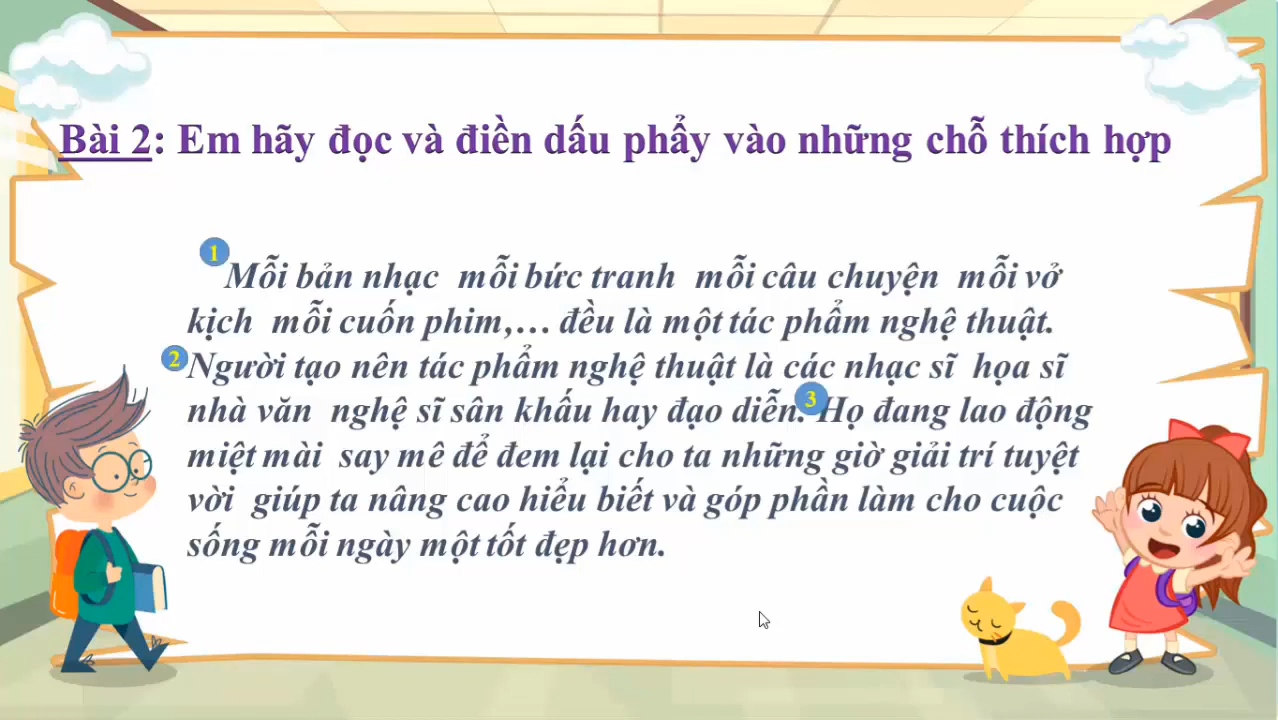 Bài 2: Em hãy đọc và điền dấu phẩy vào những chỗ thích hợp
1
Mỗi bản nhạc mỗi bức tranh mỗi câu chuyện mỗi vở
kịch mỗi cuốn phim,... đều là một tác phẩm nghệ thuật.
2 Người tạo nên tác phẩm nghệ thuật là các nhạc sĩ họa sĩ
nhà văn nghệ sĩ sân khấu hay đạo diễn. 3 Họ đang lao động
miệt mài say mê để đem lại cho ta những giờ giải trí tuyệt
vời giúp ta nâng cao hiểu biết và góp phần làm cho cuộc
sống mỗi ngày một tốt đẹp hơn.